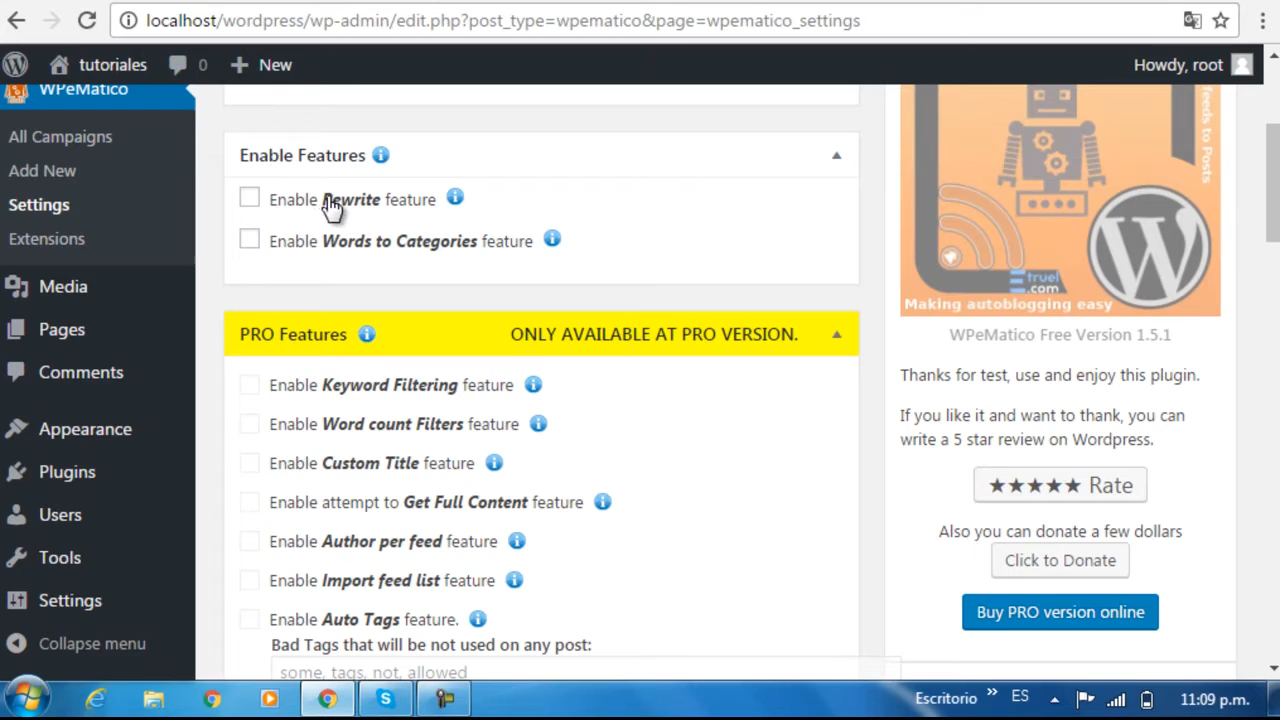 localhost/wordpress/wp-admin/edit.php?post_type=wpematico&page=wpematico_settings
tutoriales 0 New Howdy, root
WPeMatico
All Campaigns
Add New
Settings
Extensions
Media
Pages
Comments
Appearance
Plugins
Users
Tools
Settings
Collapse menu
Enable Features
Enable Rewrite feature
Enable Words to Categories feature
PRO Features ONLY AVAILABLE AT PRO VERSION.
Enable Keyword Filtering feature
Enable Word count Filters feature
Enable Custom Title feature
Enable attempt to Get Full Content feature
Enable Author per feed feature
Enable Import feed list feature
Enable Auto Tags feature.
Bad Tags that will be not used on any post:
some, tags, not, allowed
feeds to Posts
etruel
.com
Making autoblogging easy
WPeMatico Free Version 1.5.1
Thanks for test, use and enjoy this plugin.
If you like it and want to thank, you can
write a 5 star review on Wordpress.
★★★★★ Rate
Also you can donate a few dollars
Click to Donate
Buy PRO version online
Escritorio » ES 11:09 p.m.